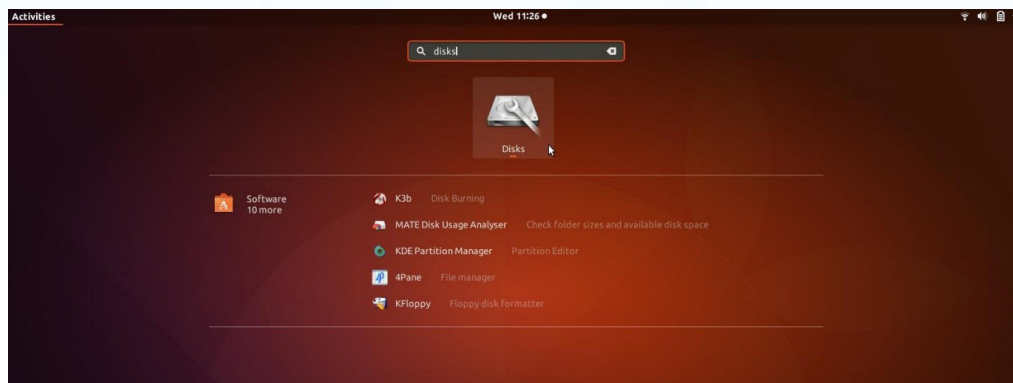 Activities
Wed 11:26
disks
Disks
Software
10 more
K3b Disk Burning
MATE Disk Usage Analyser Check folder sizes and available disk space
KDE Partition Manager Partition Editor
4Pane File manager
KFloppy Floppy disk formatter